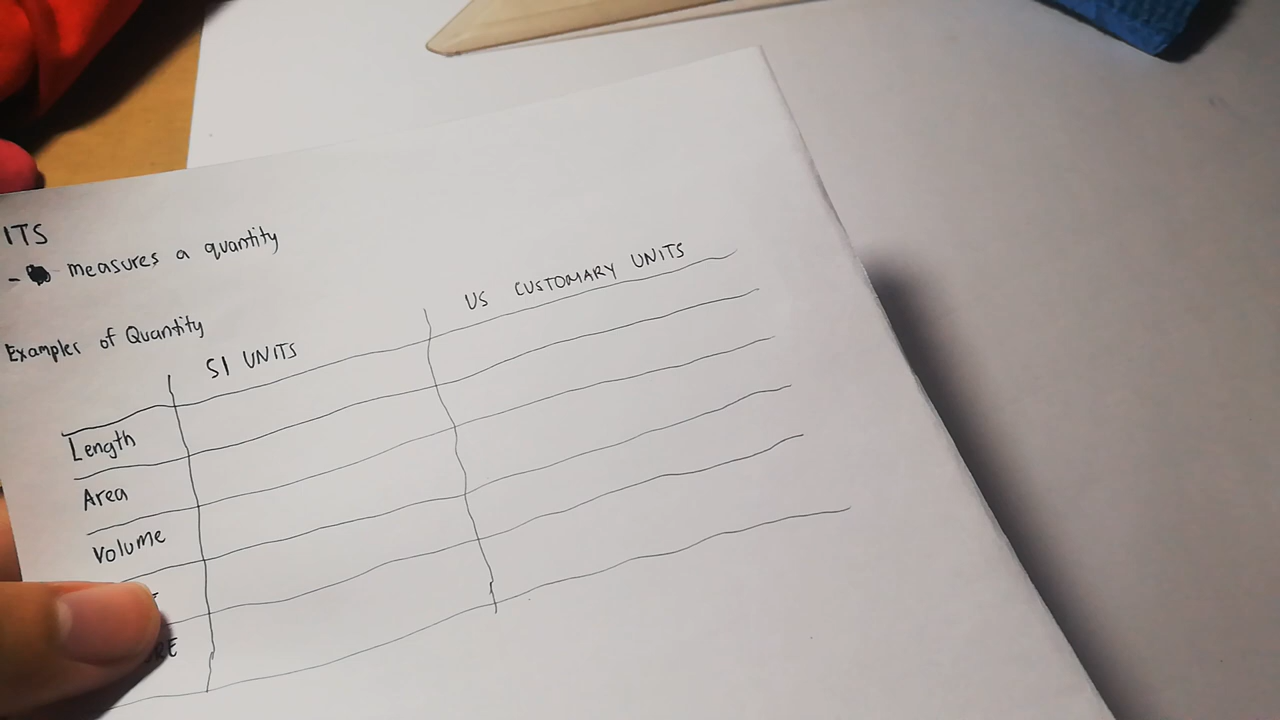 ITS
- measures a quantity
Examples of Quantity
SI UNITS
US CUSTOMARY UNITS
Length
Area
Volume